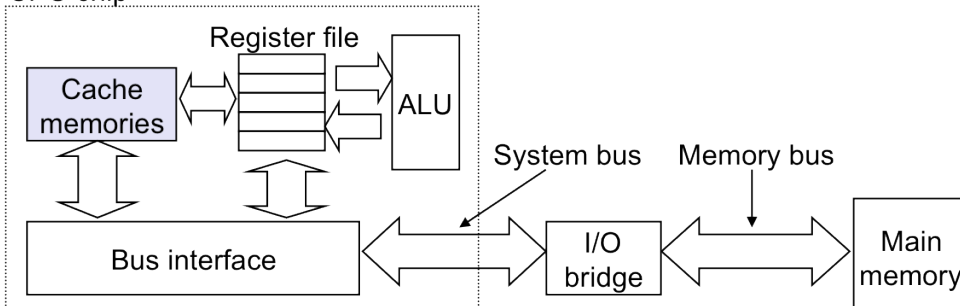 Register file
Cache
memories
ALU
System bus
Memory bus
Bus interface
I/O
bridge
Main
memory